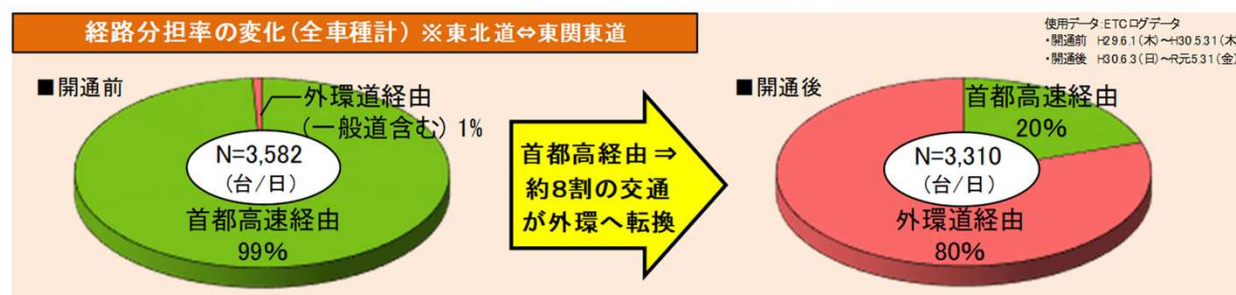 経路分担率の変化(全車種計) ※東北道⇔東関東道
使用データ:ETCログデータ
・開通前 H29.6.1(木)~H30.5.31(木
・開通後 H30.6.3(日)~R元5.31(金)
■開通前
外環道経由
(一般道含む) 1%
N=3,582
(台/日)
首都高速経由
99%
首都高経由⇒
約8割の交通
が外環へ転換
■開通後
首都高速経由
20%
N=3,310
(台/日)
外環道経由
80%